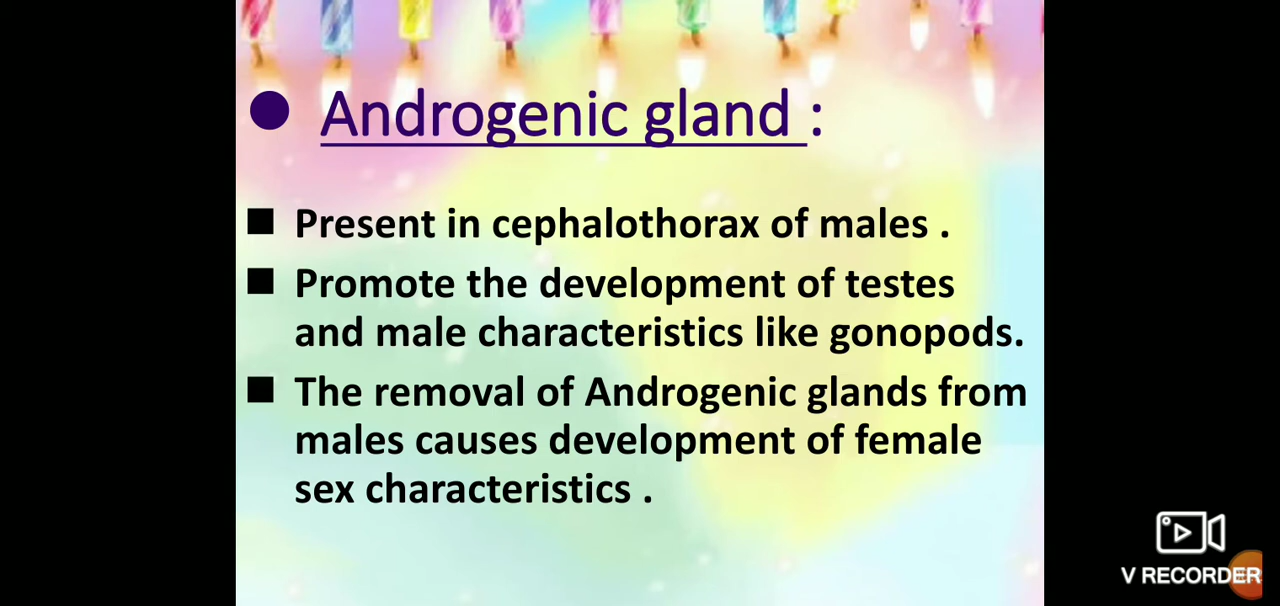 ● Androgenic gland :
■ Present in cephalothorax of males .
■ Promote the development of testes
and male characteristics like gonopods.
■ The removal of Androgenic glands from
males causes development of female
sex characteristics .
V RECORDER